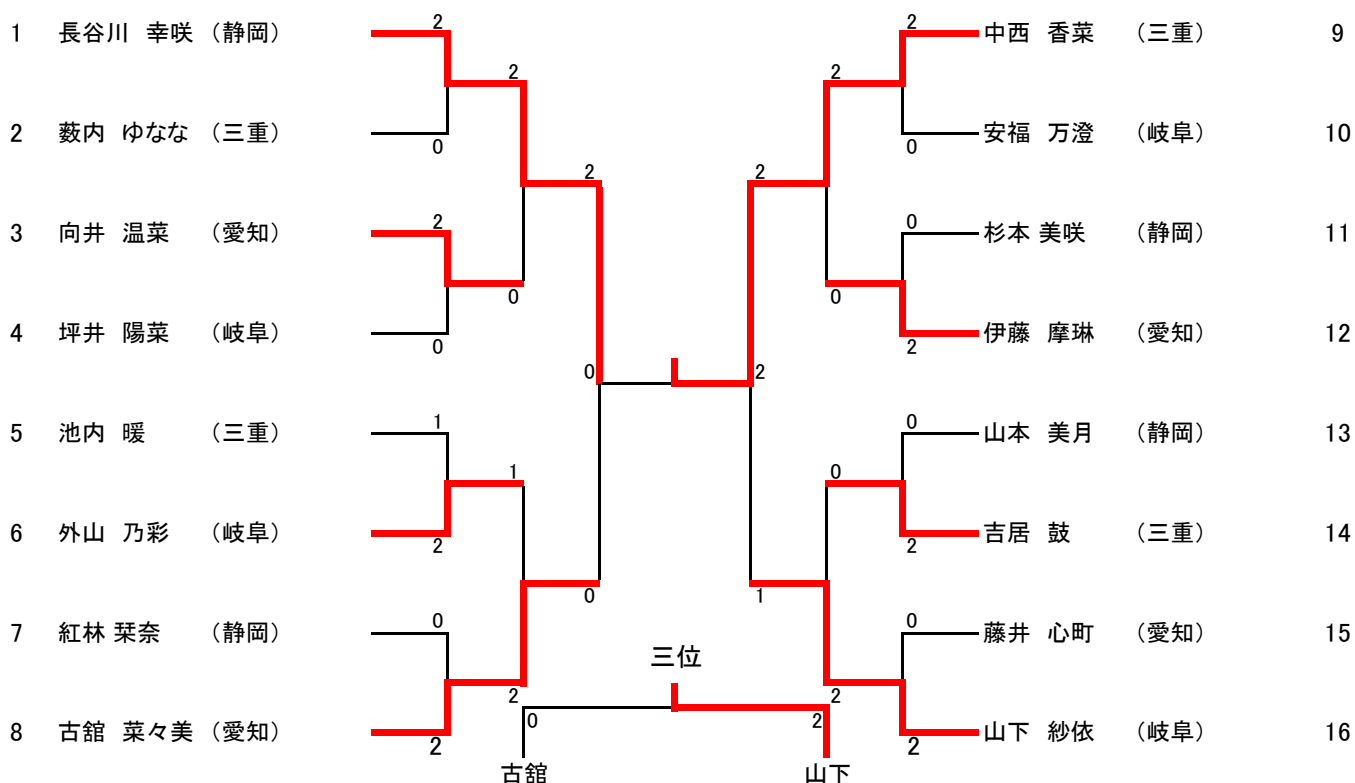 2 2
1 長谷川 幸咲 （静岡） 中西 香菜 （三重） 9
2 2
2 薮内 ゆなな （三重） 安福 万澄 （岐阜） 10
0 0
2 2
2 0
3 向井 温菜 （愛知） 杉本 美咲 （静岡） 11
0 0
4 坪井 陽菜 （岐阜） 伊藤 摩琳 （愛知） 12
0 2
0 2
1 0
5 池内 暖 （三重） 山本 美月 （静岡） 13
1 0
6 外山 乃彩 （岐阜） 吉居 鼓 （三重） 14
2 2
0 1
0 0
7 紅林 栞奈 （静岡） 藤井 心町 （愛知） 15
三位
2 2
0 2
8 古舘 菜々美 （愛知） 山下 紗依 （岐阜） 16
2 2
古舘 山下